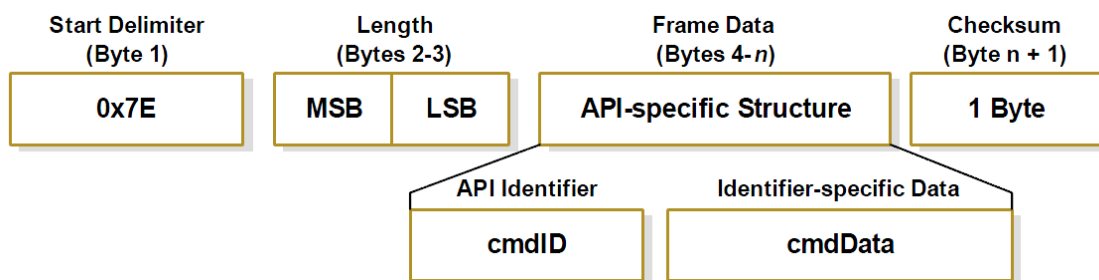 Start Delimiter
(Byte 1)
Length
(Bytes 2-3)
Frame Data
(Bytes 4-n)
Checksum
(Byte n + 1)
0x7E
MSB
LSB
API-specific Structure
1 Byte
API Identifier
Identifier-specific Data
cmdID
cmdData